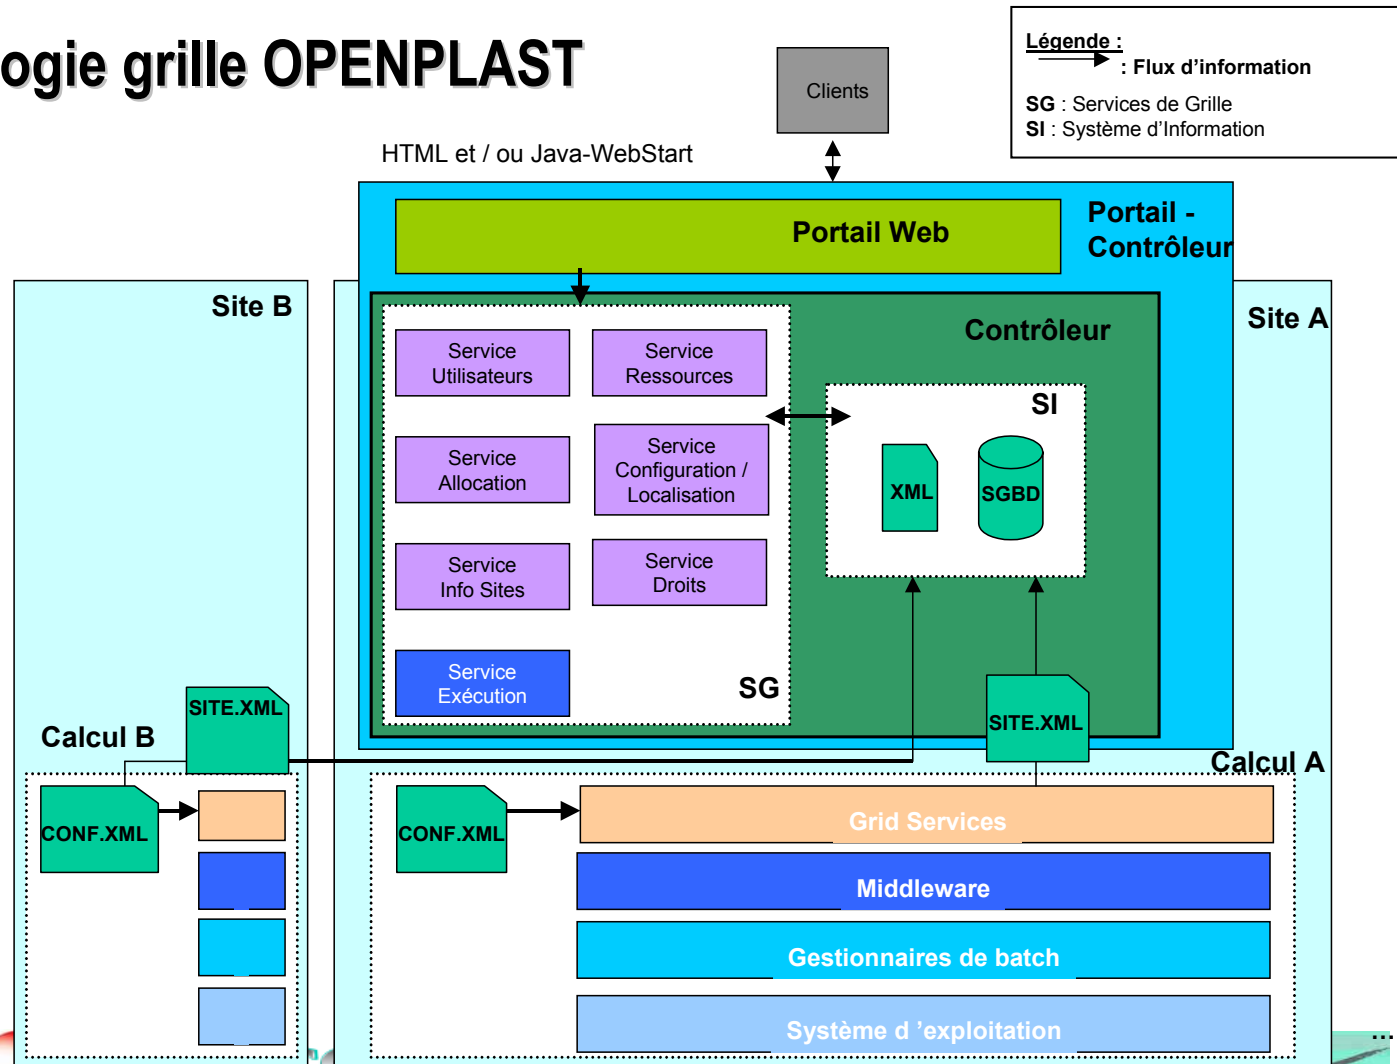 ogie grille OPENPLAST
Légende :
: Flux d’information
SG : Services de Grille
SI : Système d’Information
Clients
HTML et / ou Java-WebStart
Portail Web
Portail -
Contrôleur
Site B
Site A
Contrôleur
Service
Utilisateurs
Service
Ressources
SI
Service
Allocation
Service
Configuration /
Localisation
XML
SGBD
Service
Info Sites
Service
Droits
Service
Exécution
SG
SITE.XML
SITE.XML
Calcul B
Calcul A
CONF.XML
CONF.XML
Grid Services
Middleware
Gestionnaires de batch
Système d ’exploitation
...